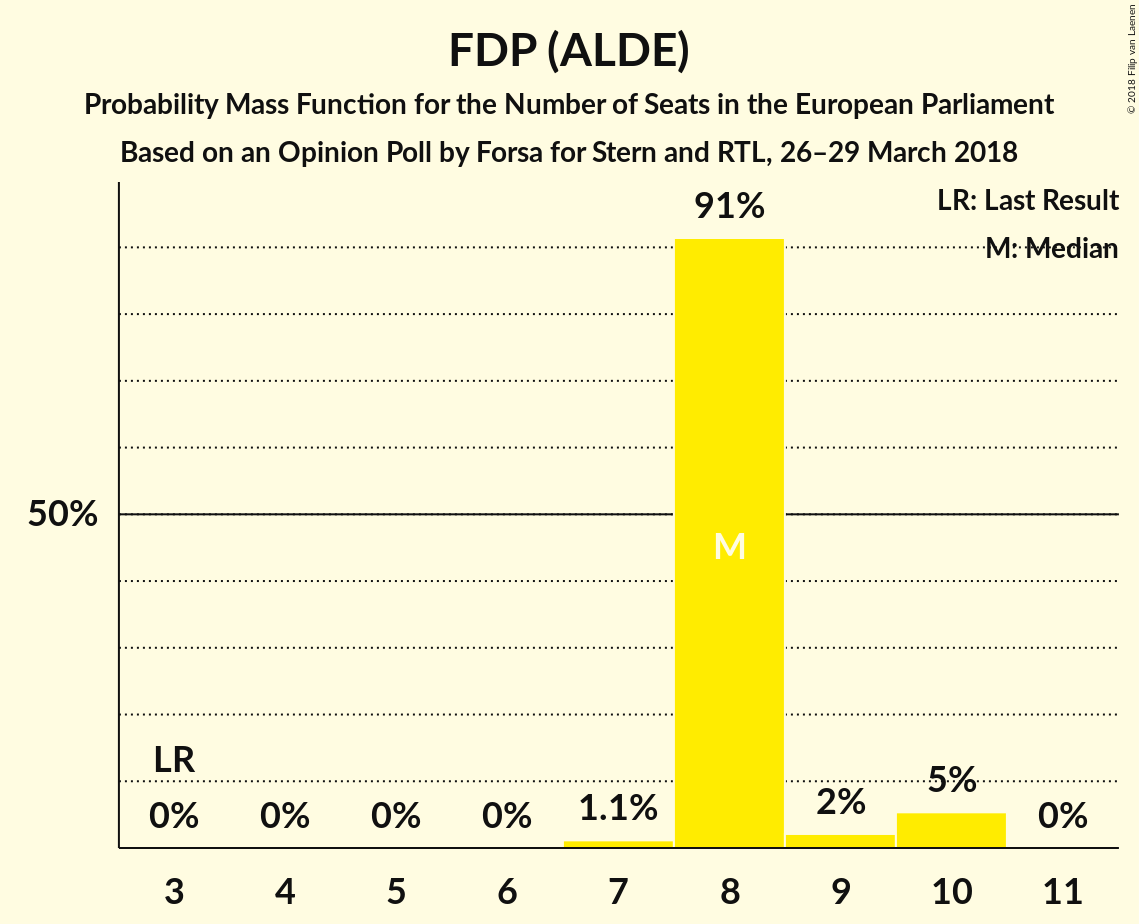 FDP (ALDE)
Probability Mass Function for the Number of Seats in the European Parliament
Based on an Opinion Poll by Forsa for Stern and RTL, 26–29 March 2018
© 2018 Filip van Laenen
LR: Last Result
M: Median
91%
50%
M
LR
0%
0%
0%
0%
1.1%
2%
5%
0%
3 4 5 6 7 8 9 10 11